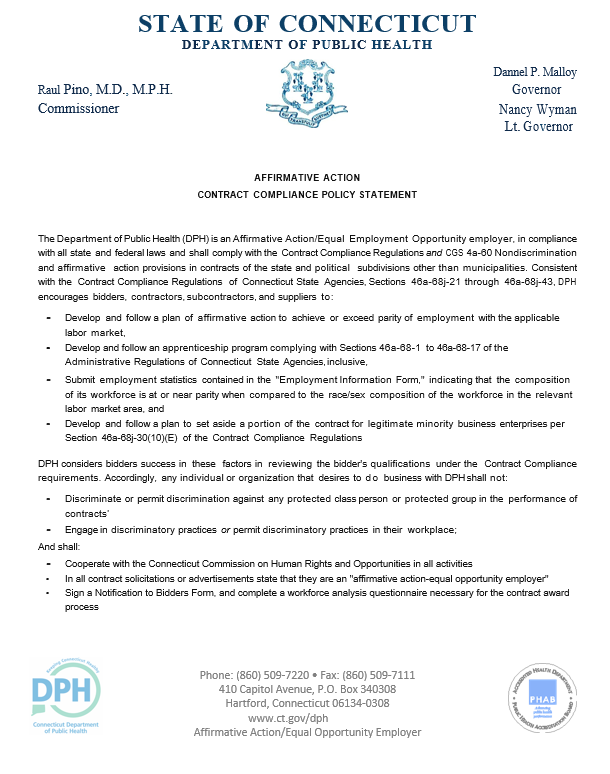 STATE OF CONNECTICUT
DEPARTMENT OF PUBLIC HEALTH
Raul Pino, M.D., M.P.H.
Commissioner
Dannel P. Malloy
Governor
Nancy Wyman
Lt. Governor
AFFIRMATIVE ACTION
CONTRACT COMPLIANCE POLICY STATEMENT
The Department of Public Health (DPH) is an Affirmative Action/Equal Employment Opportunity employer, in compliance
with all state and federal laws and shall comply with the Contract Compliance Regulations and CGS 4a-60 Nondiscrimination
and affirmative action provisions in contracts of the state and political subdivisions other than municipalities. Consistent
with the Contract Compliance Regulations of Connecticut State Agencies, Sections 46a-68j-21 through 46a-68j-43, DPH
encourages bidders, contractors, subcontractors, and suppliers to:
- Develop and follow a plan of affirmative action to achieve or exceed parity of employment with the applicable
labor market,
- Develop and follow an apprenticeship program complying with Sections 46a-68-1 to 46a-68-17 of the
Administrative Regulations of Connecticut State Agencies, inclusive,
- Submit employment statistics contained in the "Employment Information Form," indicating that the composition
of its workforce is at or near parity when compared to the race/sex composition of the workforce in the relevant
labor market area, and
- Develop and follow a plan to set aside a portion of the contract for legitimate minority business enterprises per
Section 46a-68j-30(10)(E) of the Contract Compliance Regulations
DPH considers bidders success in these factors in reviewing the bidder's qualifications under the Contract Compliance
requirements. Accordingly, any individual or organization that desires to do business with DPH shall not:
- Discriminate or permit discrimination against any protected class person or protected group in the performance of
contracts'
- Engage in discriminatory practices or permit discriminatory practices in their workplace;
And shall:
- Cooperate with the Connecticut Commission on Human Rights and Opportunities in all activities
- In all contract solicitations or advertisements state that they are an "affirmative action-equal opportunity employer"
- Sign a Notification to Bidders Form, and complete a workforce analysis questionnaire necessary for the contract award
process
Keeping Connecticut Healthy
DPH
Connecticut Department
of Public Health
Phone: (860) 509-7220 • Fax: (860) 509-7111
410 Capitol Avenue, P.O. Box 340308
Hartford, Connecticut 06134-0308
www.ct.gov/dph
Affirmative Action/Equal Opportunity Employer
ACCREDITED HEALTH DEPARTMENT
PHAB
PUBLIC HEALTH ACCREDITATION BOARD